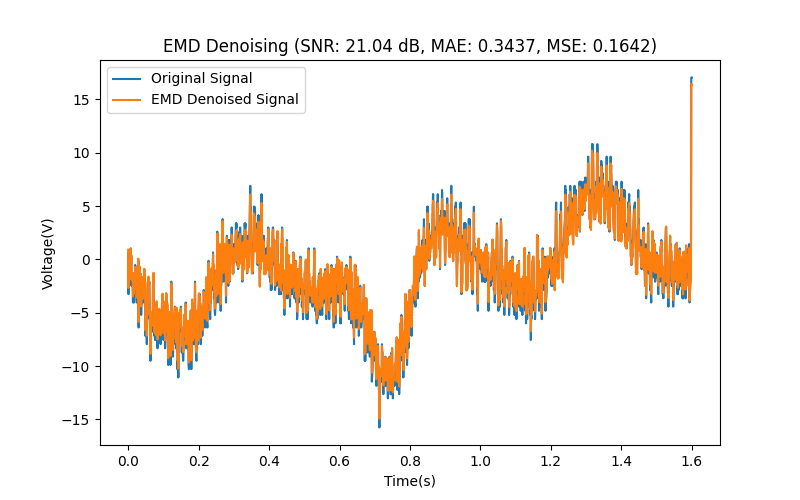 EMD Denoising (SNR: 21.04 dB, MAE: 0.3437, MSE: 0.1642)
Original Signal
EMD Denoised Signal
Voltage(V)
15
10
5
0
−5
−10
−15
0.0 0.2 0.4 0.6 0.8 1.0 1.2 1.4 1.6
Time(s)